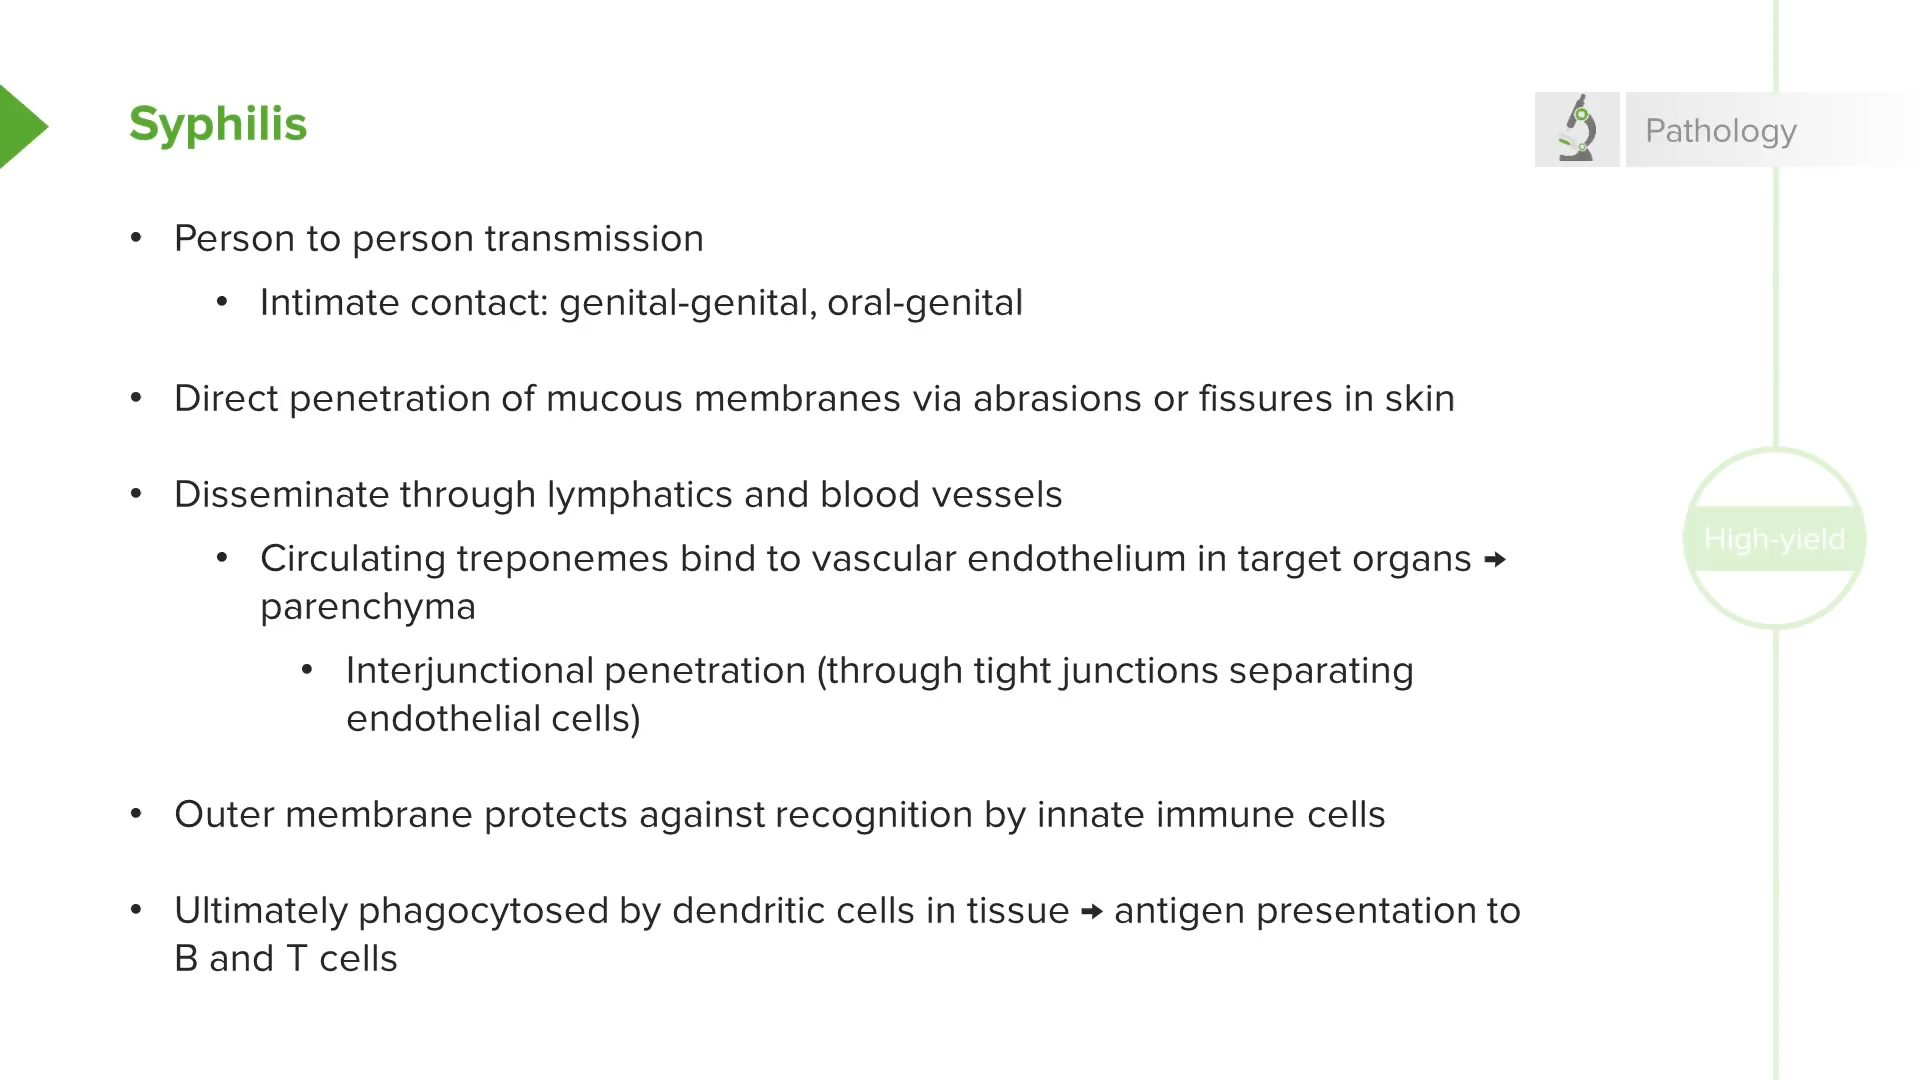 Syphilis
Pathology
• Person to person transmission
• Intimate contact: genital-genital, oral-genital
• Direct penetration of mucous membranes via abrasions or fissures in skin
• Disseminate through lymphatics and blood vessels
• Circulating treponemes bind to vascular endothelium in target organs →
parenchyma
• Interjunctional penetration (through tight junctions separating
endothelial cells)
• Outer membrane protects against recognition by innate immune cells
• Ultimately phagocytosed by dendritic cells in tissue → antigen presentation to
B and T cells
High-yield